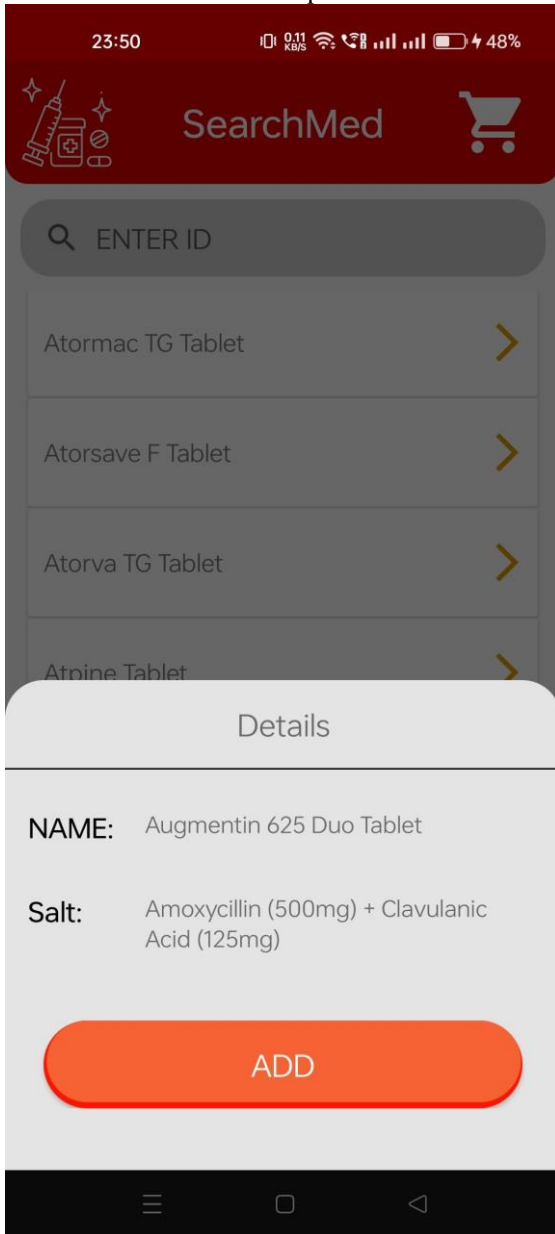 23:50 0.11 KB/S 48%
SearchMed
ENTER ID
Atormac TG Tablet
Atorsave F Tablet
Atorva TG Tablet
Atpine Tablet
Details
NAME: Augmentin 625 Duo Tablet
Salt: Amoxycillin (500mg) + Clavulanic
Acid (125mg)
ADD